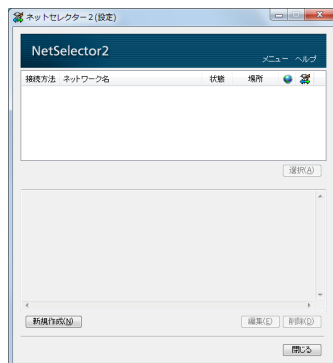 ネットセレクター2 (設定)
NetSelector2
メニュー ヘルプ
接続方法 ネットワーク名 状態 場所
選択(A)
新規作成(N) 編集(E) 削除(D)
閉じる